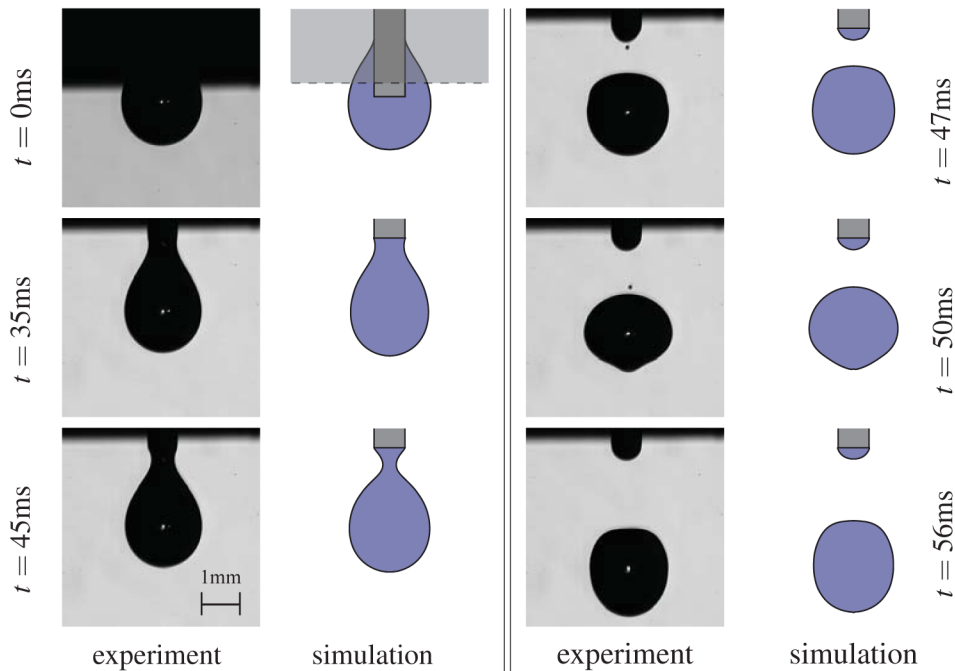 t = 0ms
t = 35ms
t = 45ms
1mm
experiment
simulation
t = 47ms
t = 50ms
t = 56ms
experiment
simulation